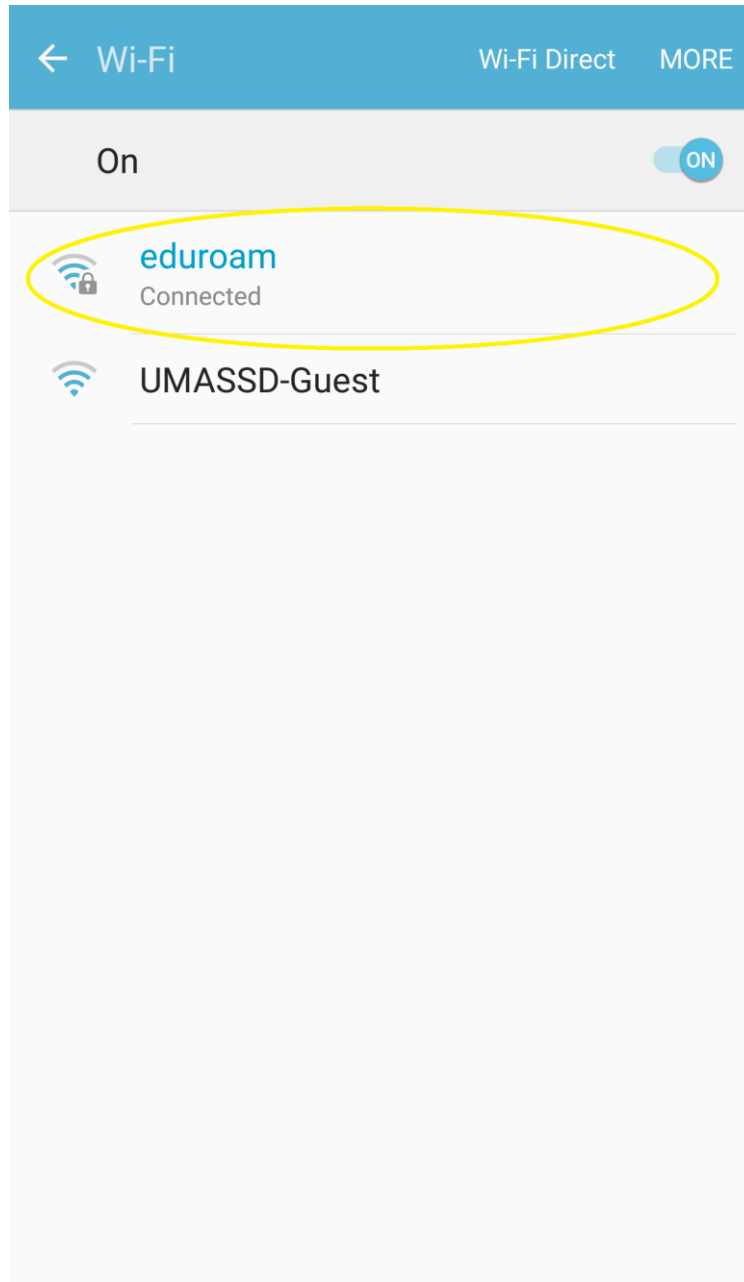 Wi-Fi Wi-Fi Direct MORE
On ON
eduroam
Connected
UMASSD-Guest